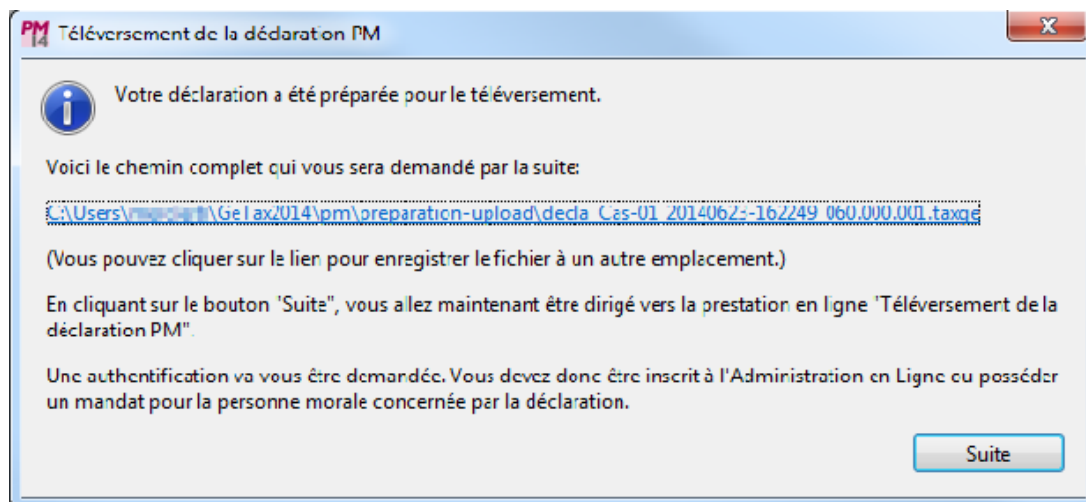 PM 14 Téléversement de la déclaration PM
Votre déclaration a été préparée pour le téléversement.
Voici le chemin complet qui vous sera demandé par la suite:
C:\Users\ \GeTax2014\pm\preparation-upload\decla_Cas-01_20140623-162249_060.000.001.taxge
(Vous pouvez cliquer sur le lien pour enregistrer le fichier à un autre emplacement.)
En cliquant sur le bouton "Suite", vous allez maintenant être dirigé vers la prestation en ligne "Téléversement de la
déclaration PM".
Une authentification va vous être demandée. Vous devez donc être inscrit à l'Administration en Ligne ou posséder
un mandat pour la personne morale concernée par la déclaration.
Suite